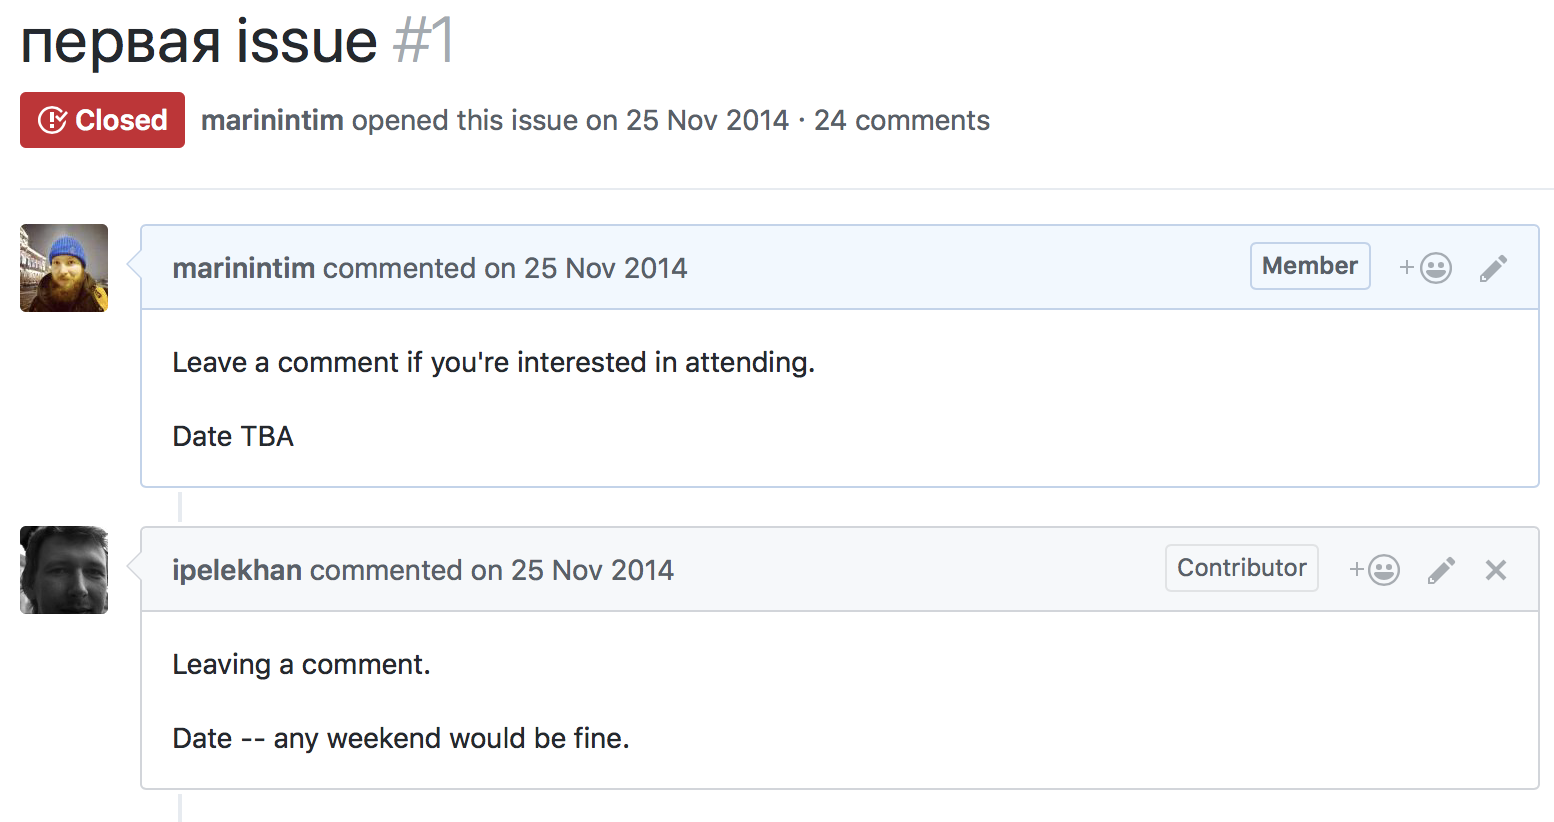 первая issue #1
Closed marinintim opened this issue on 25 Nov 2014 · 24 comments
marinintim commented on 25 Nov 2014 Member
Leave a comment if you're interested in attending.
Date TBA
ipelekhan commented on 25 Nov 2014 Contributor
Leaving a comment.
Date -- any weekend would be fine.